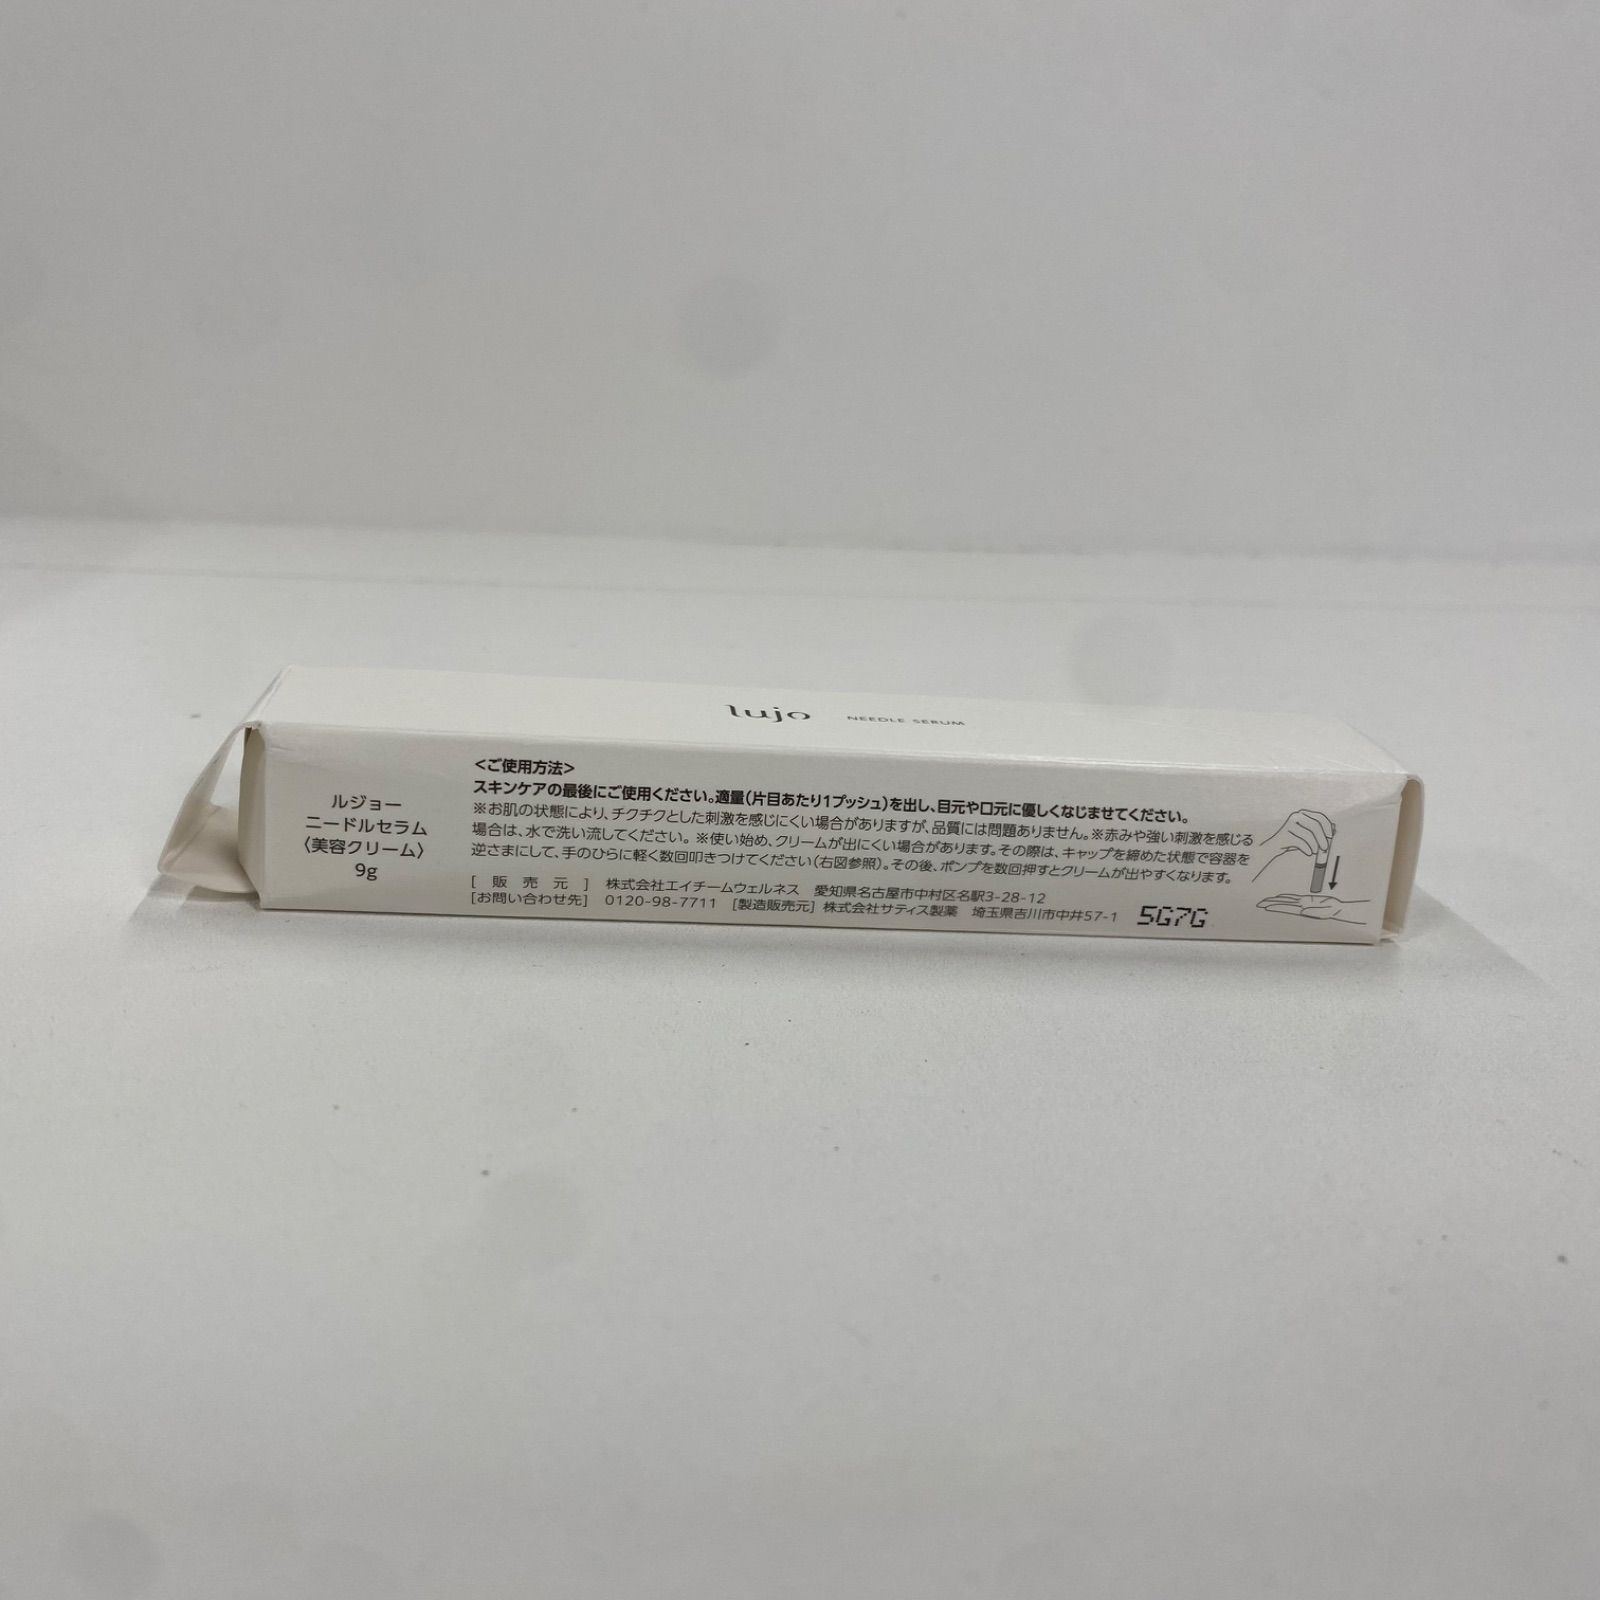 lujo NEEDLE SERUM
ルジョー
ニードルセラム
〈美容クリーム〉
9g
<ご使用方法>
スキンケアの最後にご使用ください。適量(片目あたり1プッシュ)を出し、目元や口元に優しくなじませてください。
※お肌の状態により、チクチクとした刺激を感じにくい場合がありますが、品質には問題ありません。※赤みや強い刺激を感じる
場合は、水で洗い流してください。※使い始め、クリームが出にくい場合があります。その際は、キャップを締めた状態で容器を
逆さまにして、手のひらに軽く数回叩きつけてください(右図参照)。その後、ポンプを数回押すとクリームが出やすくなります。
[ 販 売 元 ] 株式会社エイチームウェルネス 愛知県名古屋市中村区名駅3-28-12
[お問い合わせ先] 0120-98-7711 [製造販売元] 株式会社サティス製薬 埼玉県吉川市中井57-1 5G7G